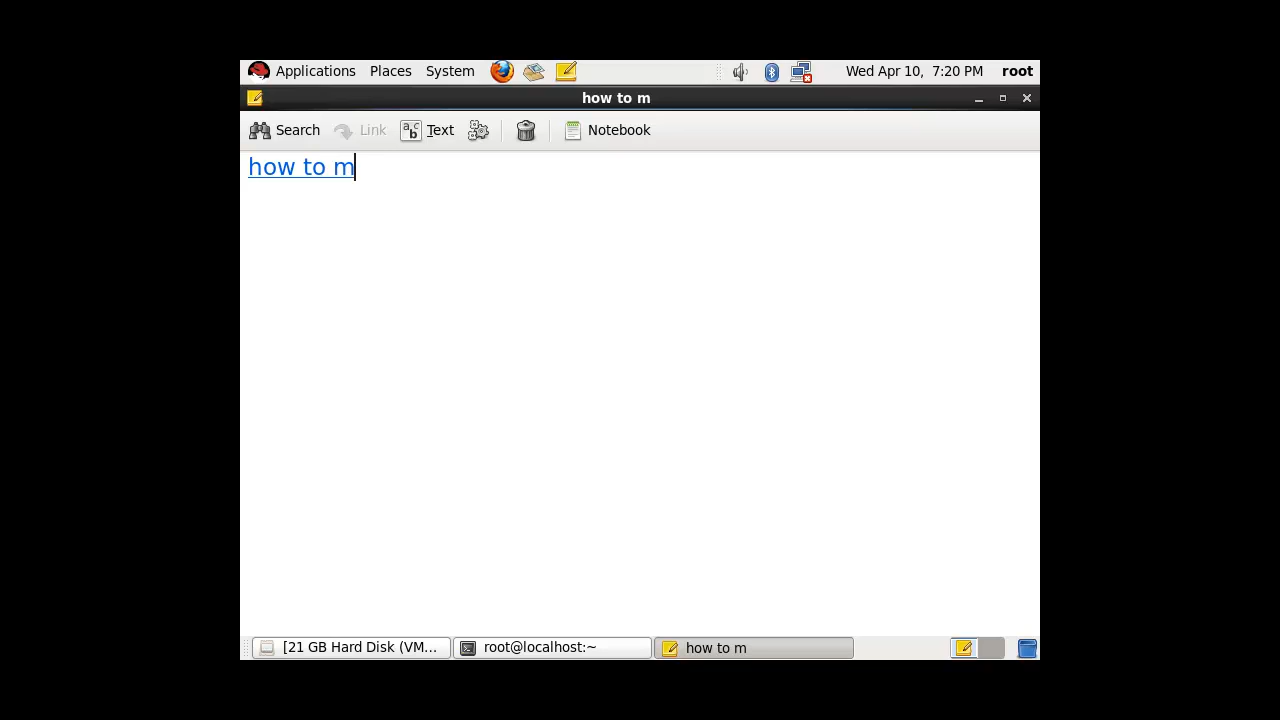 Applications Places System Wed Apr 10, 7:20 PM root
how to m
Search Link Text Notebook
how to m
[21 GB Hard Disk (VM... root@localhost:~ how to m